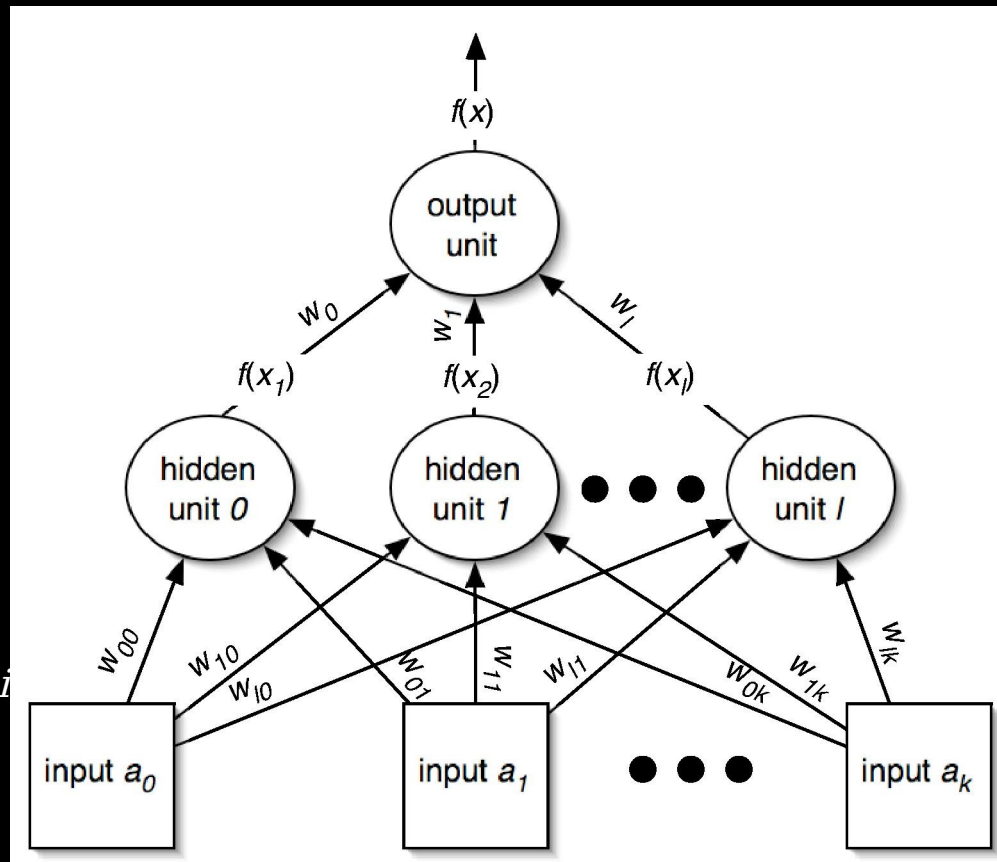 f(x)
output
unit
w0
w1
wl
f(x1)
f(x2)
f(xl)
hidden
unit 0
hidden
unit 1
hidden
unit l
w00
w10
wl0
w01
w11
wl1
w0k
w1k
wlk
i
input a0
input a1
input ak